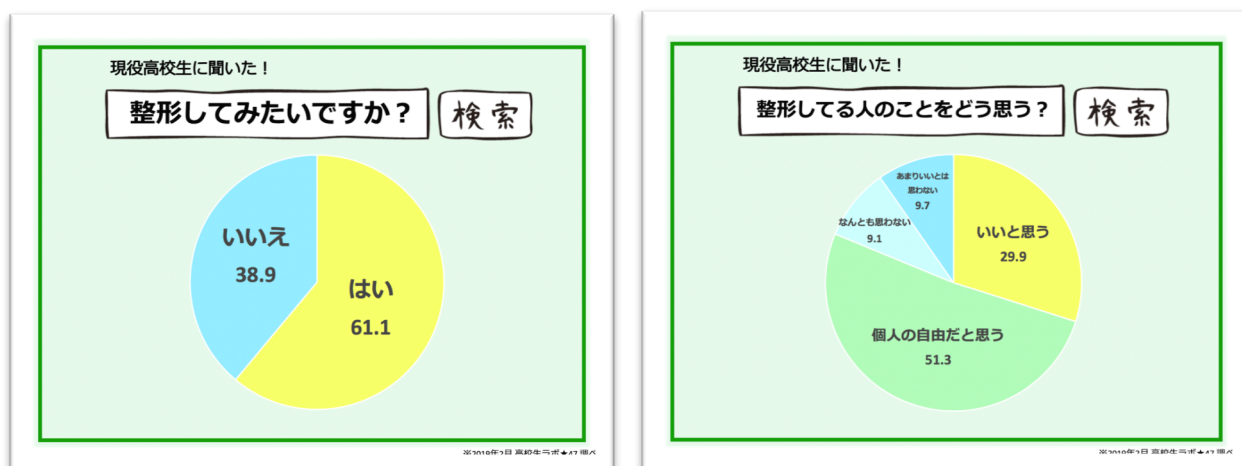 現役高校生に聞いた！
整形してみたいですか？
検索
いいえ
38.9
はい
61.1
現役高校生に聞いた！
整形してる人のことをどう思う？
検索
あまりいいとは
思わない
9.7
なんとも思わない
9.1
いいと思う
29.9
個人の自由だと思う
51.3